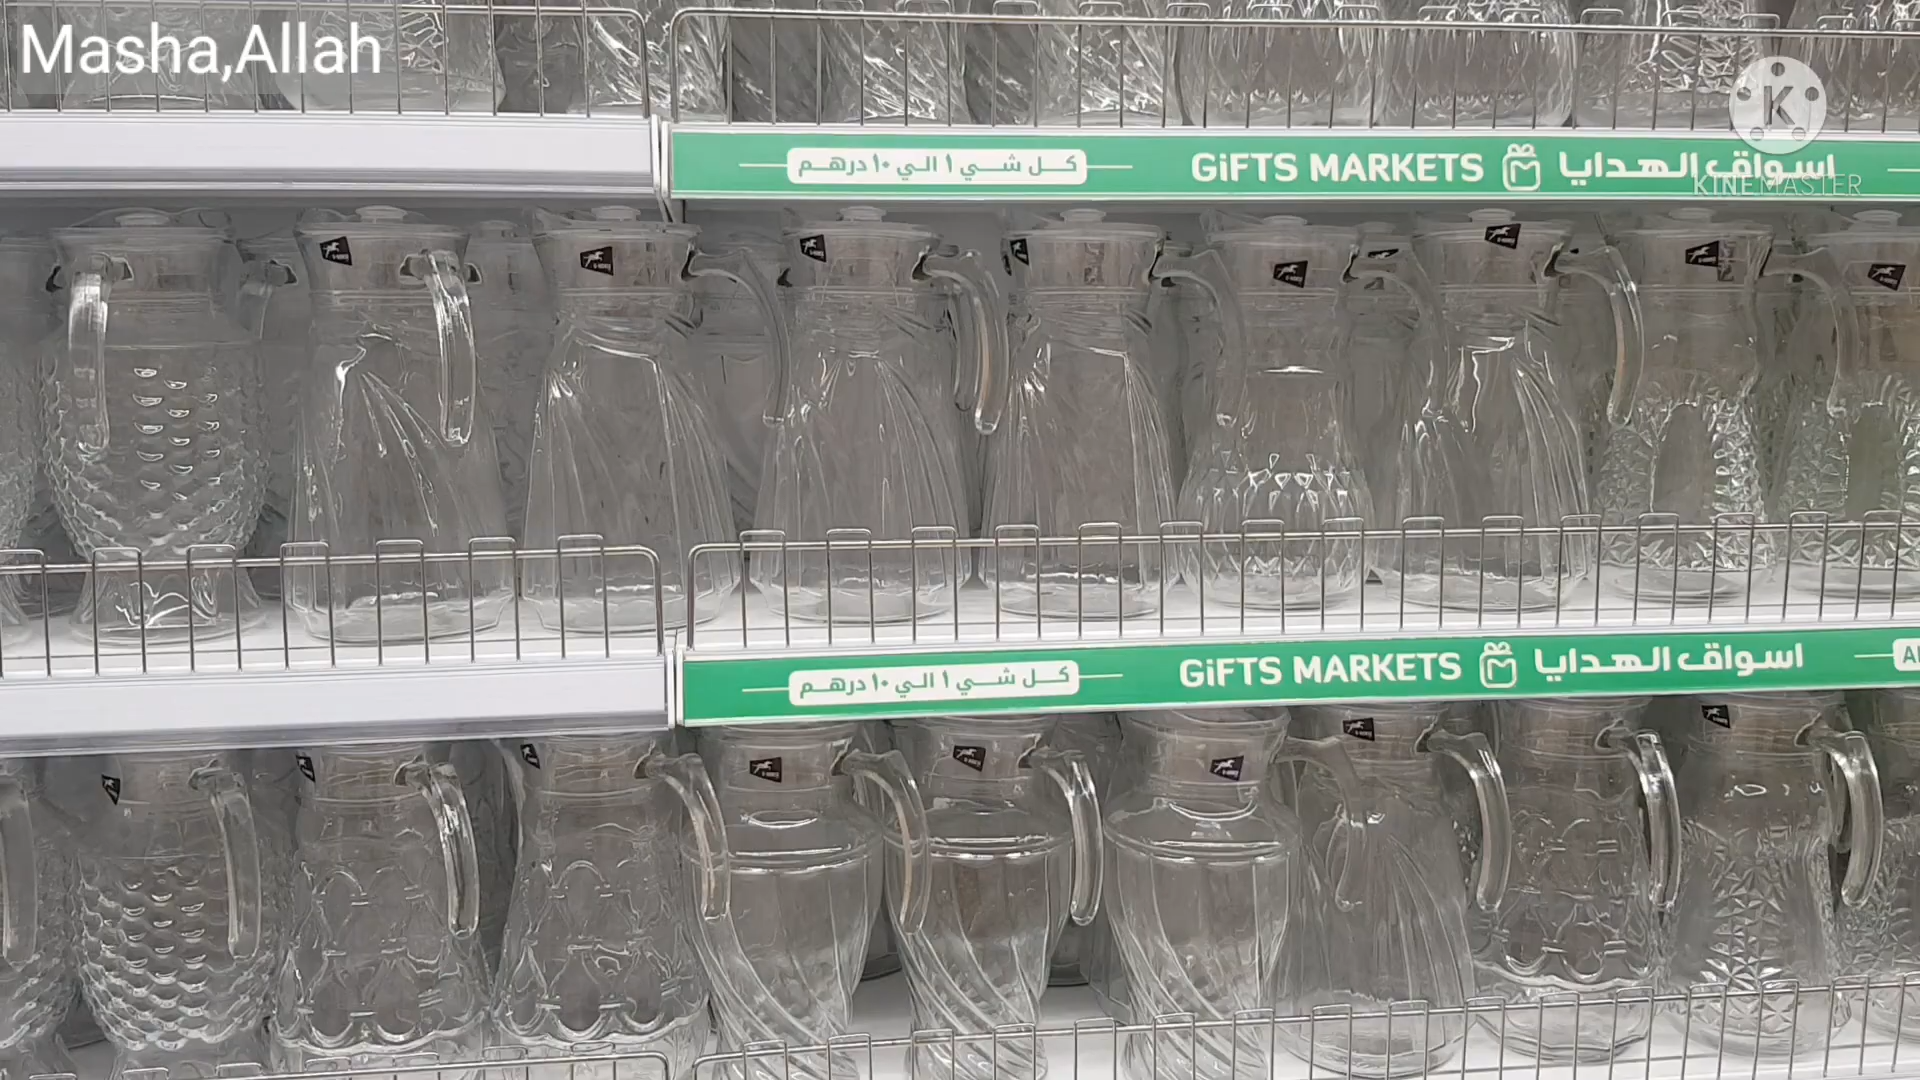 Masha,Allah
K
كل شي ١ الي ١٠ درهم
GiFTS MARKETS اسواق الهدايا
KINEMASTER
كل شي ١ الي ١٠ درهم
GiFTS MARKETS اسواق الهدايا